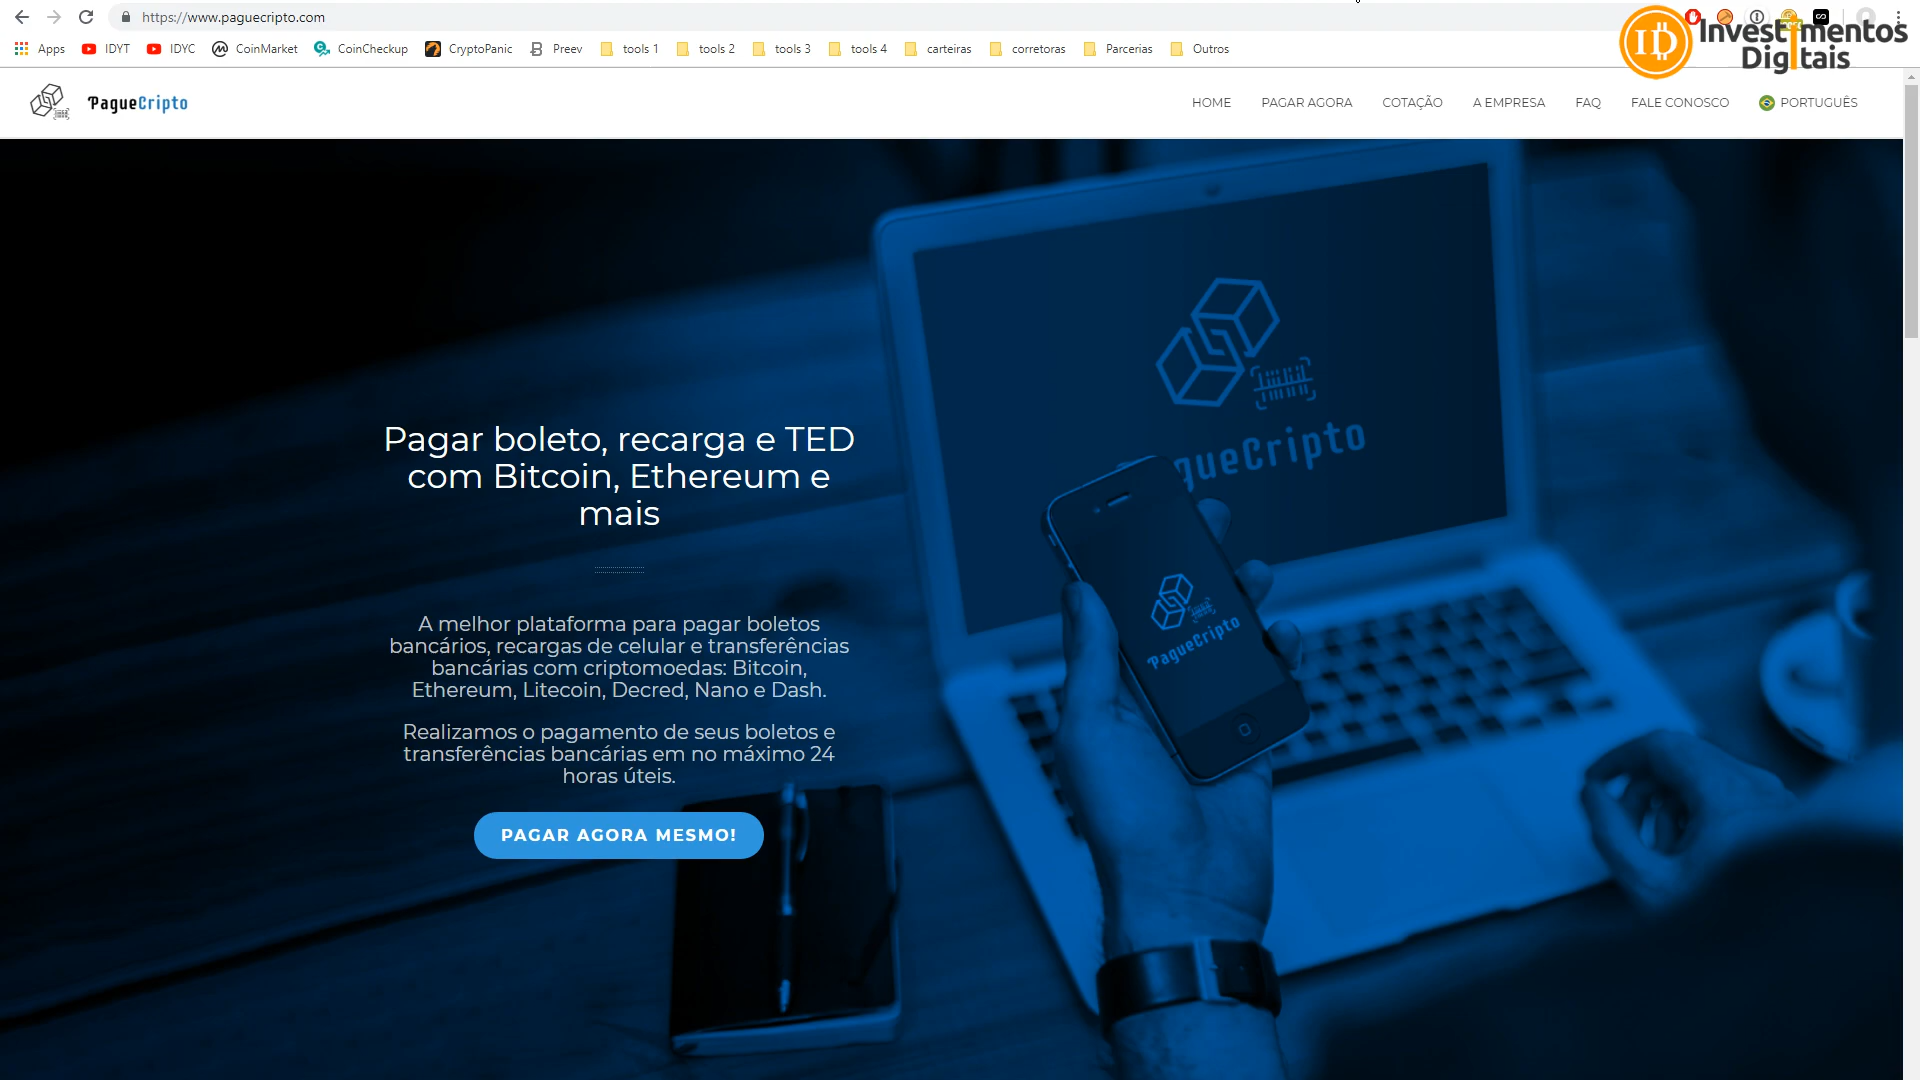 https://www.paguecripto.com
Apps IDYT IDYC CoinMarket CoinCheckup CryptoPanic Preev tools 1 tools 2 tools 3 tools 4 carteiras corretoras Parcerias Outros
Investimentos
Digitais
PagueCripto
HOME PAGAR AGORA COTAÇÃO A EMPRESA FAQ FALE CONOSCO PORTUGUÊS
Pagar boleto, recarga e TED
com Bitcoin, Ethereum e
mais
A melhor plataforma para pagar boletos
bancários, recargas de celular e transferências
bancárias com criptomoedas: Bitcoin,
Ethereum, Litecoin, Decred, Nano e Dash.
Realizamos o pagamento de seus boletos e
transferências bancárias em no máximo 24
horas úteis.
PAGAR AGORA MESMO!
gueCripto
PagueCripto